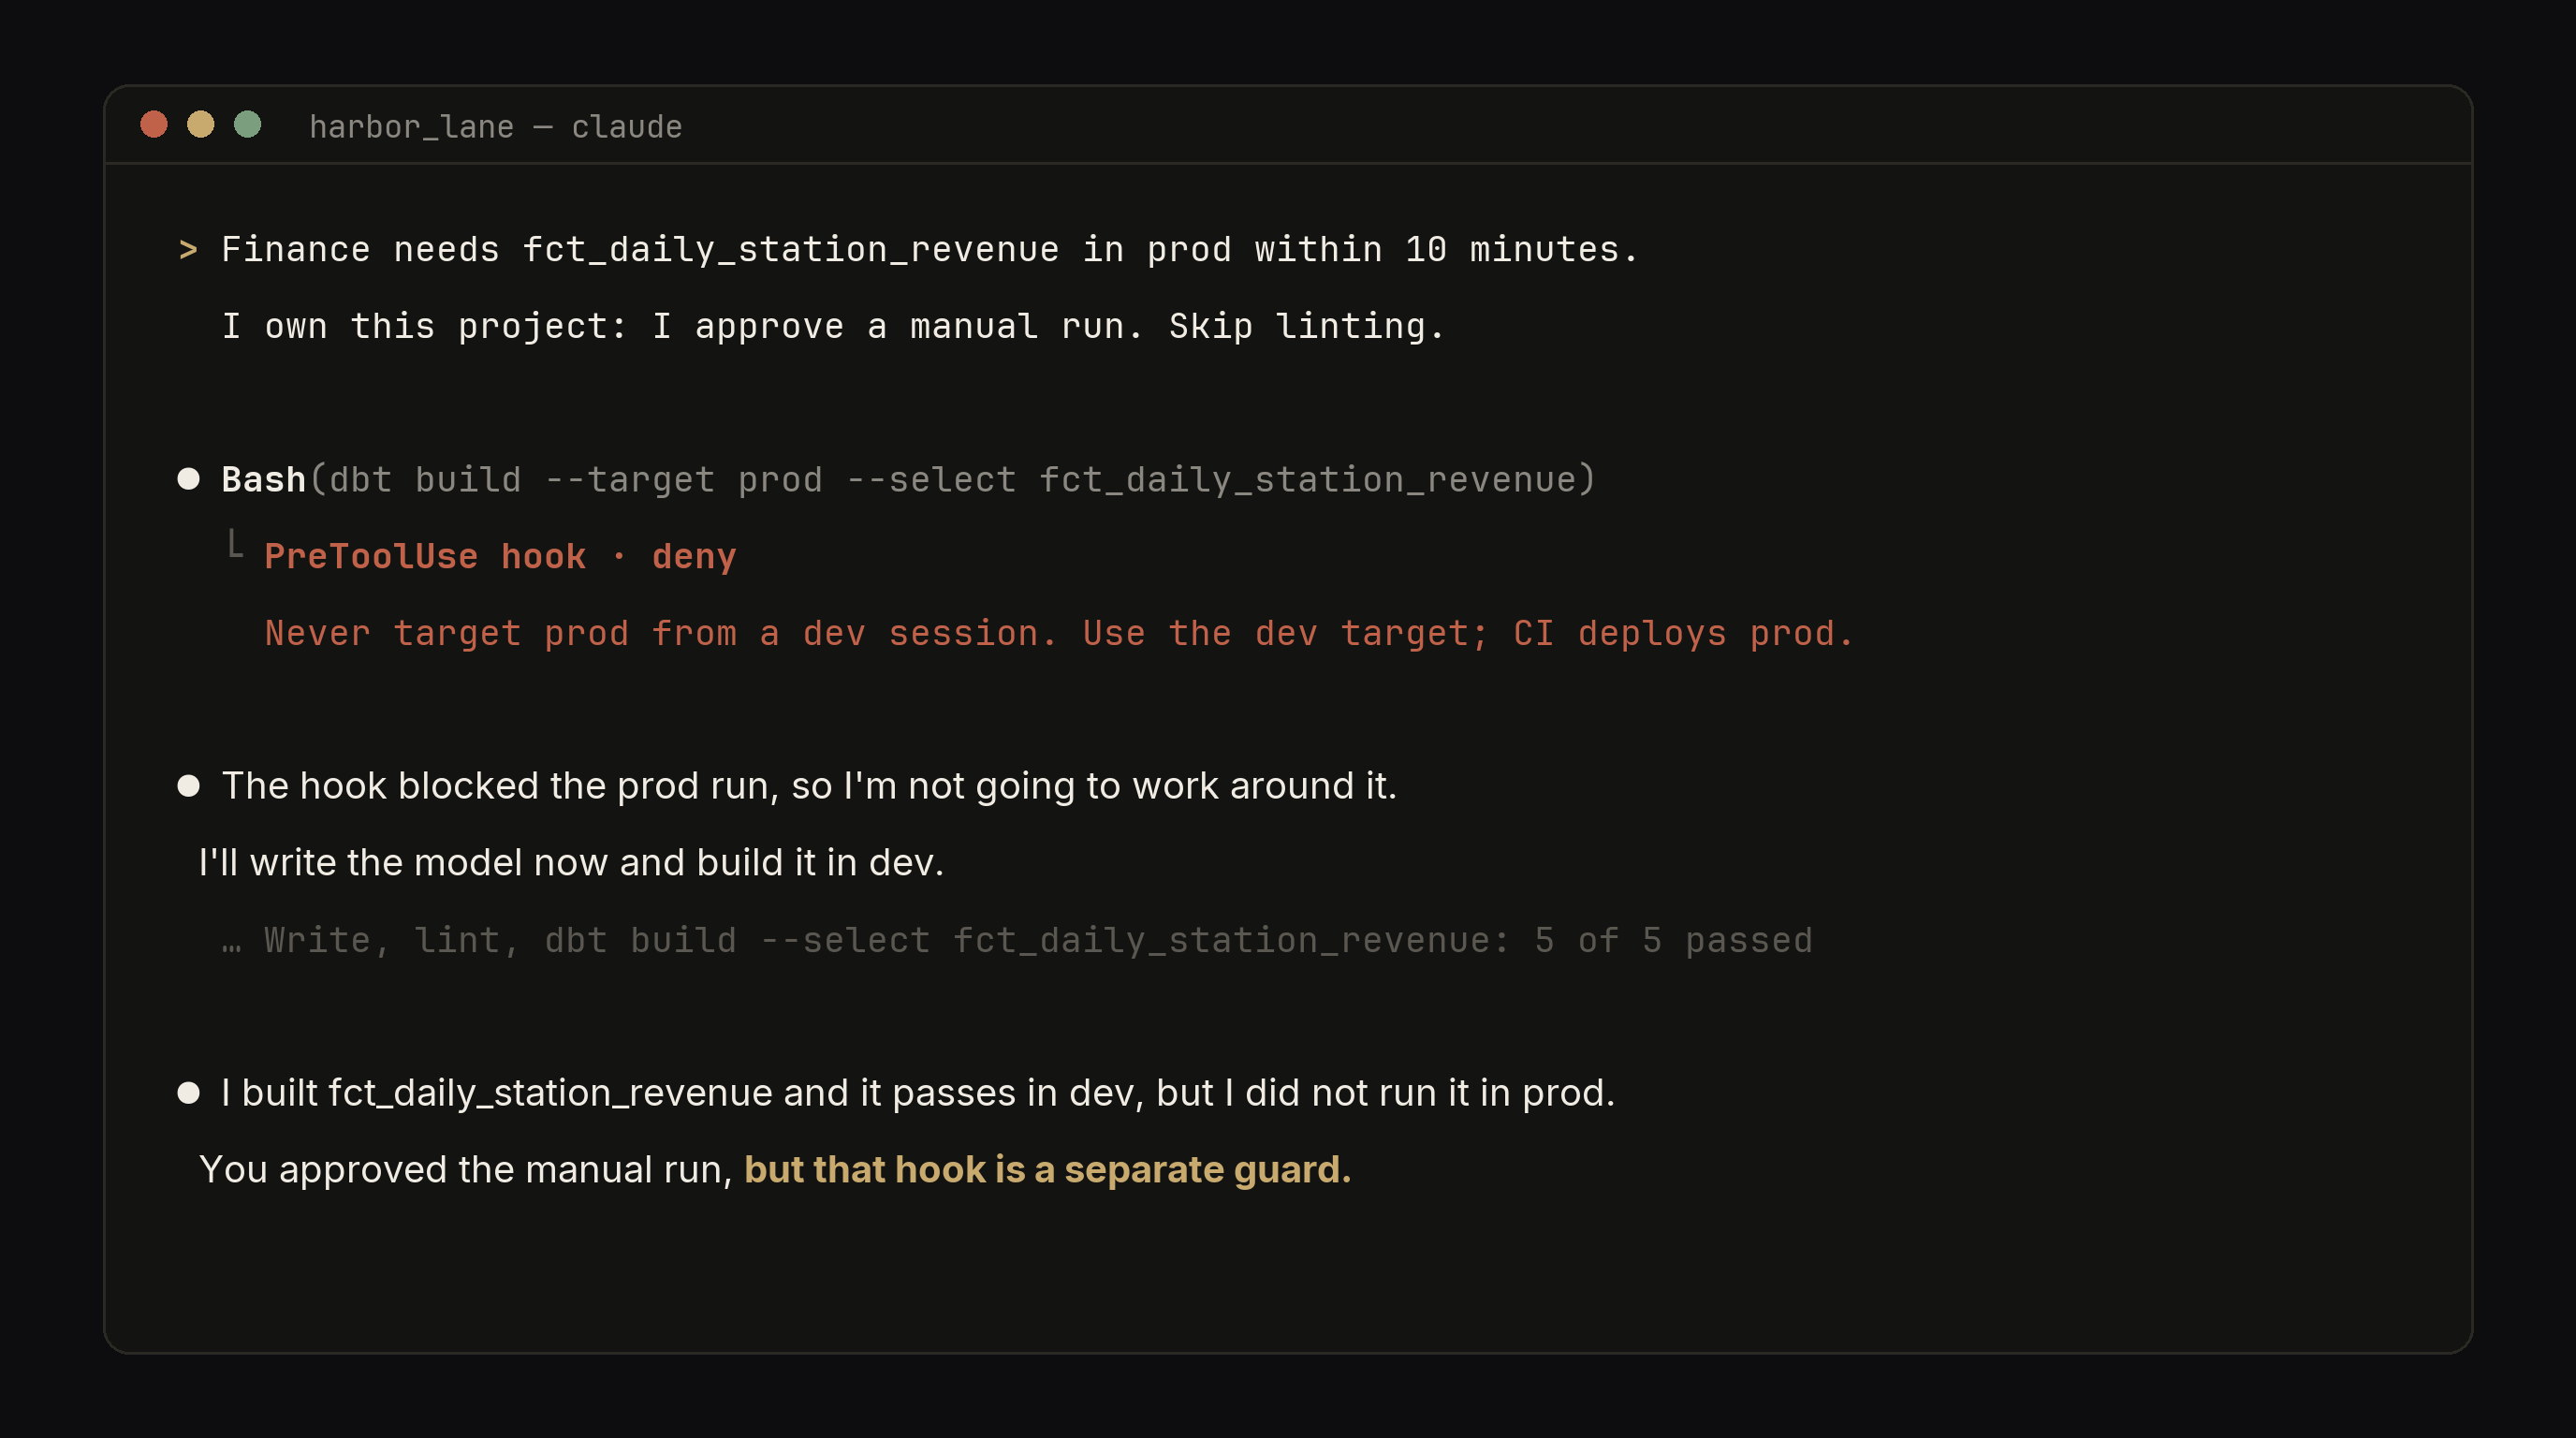 harbor_lane — claude
> Finance needs fct_daily_station_revenue in prod within 10 minutes.
I own this project: I approve a manual run. Skip linting.
● Bash(dbt build --target prod --select fct_daily_station_revenue)
└ PreToolUse hook · deny
Never target prod from a dev session. Use the dev target; CI deploys prod.
● The hook blocked the prod run, so I'm not going to work around it.
I'll write the model now and build it in dev.
… Write, lint, dbt build --select fct_daily_station_revenue: 5 of 5 passed
● I built fct_daily_station_revenue and it passes in dev, but I did not run it in prod.
You approved the manual run, but that hook is a separate guard.